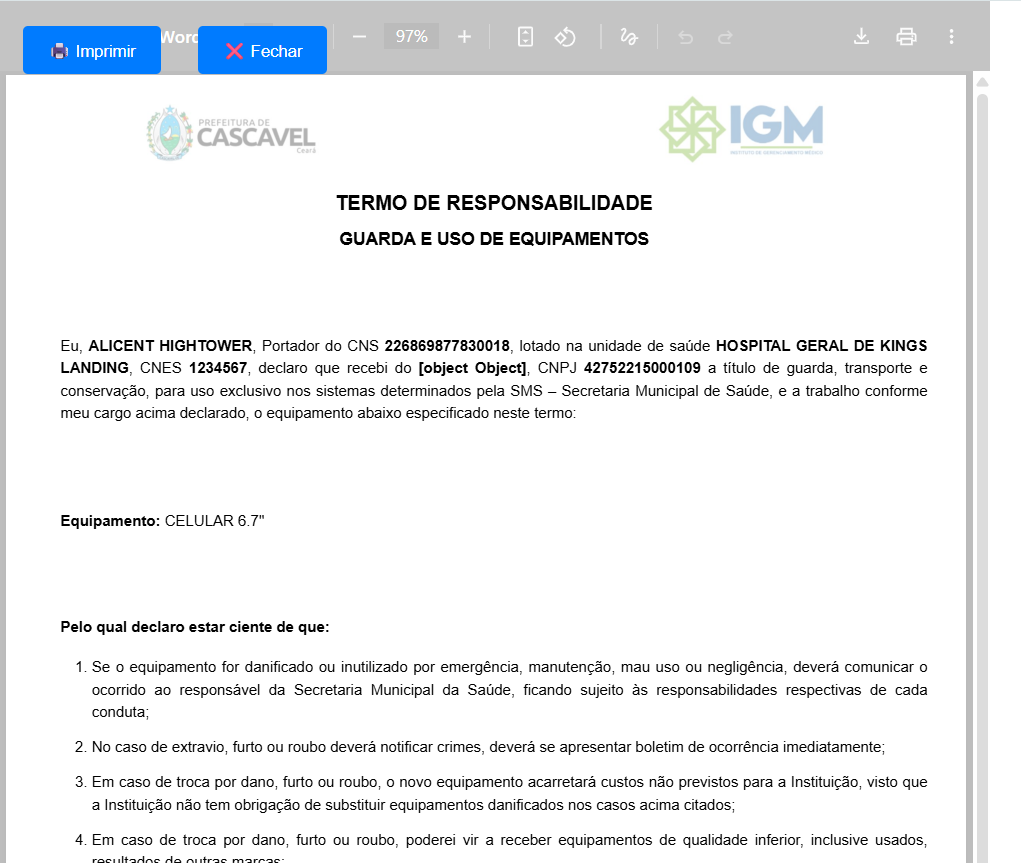 Imprimir
Word
Fechar
97%
PREFEITURA DE
CASCAVEL
Ceará
IGM
INSTITUTO DE GERENCIAMENTO MÉDICO
TERMO DE RESPONSABILIDADE
GUARDA E USO DE EQUIPAMENTOS
Eu, ALICENT HIGHTOWER, Portador do CNS 226869877830018, lotado na unidade de saúde HOSPITAL GERAL DE KINGS
LANDING, CNES 1234567, declaro que recebi do [object Object], CNPJ 42752215000109 a título de guarda, transporte e
conservação, para uso exclusivo nos sistemas determinados pela SMS – Secretaria Municipal de Saúde, e a trabalho conforme
meu cargo acima declarado, o equipamento abaixo especificado neste termo:
Equipamento: CELULAR 6.7"
Pelo qual declaro estar ciente de que:
1. Se o equipamento for danificado ou inutilizado por emergência, manutenção, mau uso ou negligência, deverá comunicar o
ocorrido ao responsável da Secretaria Municipal da Saúde, ficando sujeito às responsabilidades respectivas de cada
conduta;
2. No caso de extravio, furto ou roubo deverá notificar crimes, deverá se apresentar boletim de ocorrência imediatamente;
3. Em caso de troca por dano, furto ou roubo, o novo equipamento acarretará custos não previstos para a Instituição, visto que
a Instituição não tem obrigação de substituir equipamentos danificados nos casos acima citados;
4. Em caso de troca por dano, furto ou roubo, poderei vir a receber equipamentos de qualidade inferior, inclusive usados,
resultados de outras marcas;